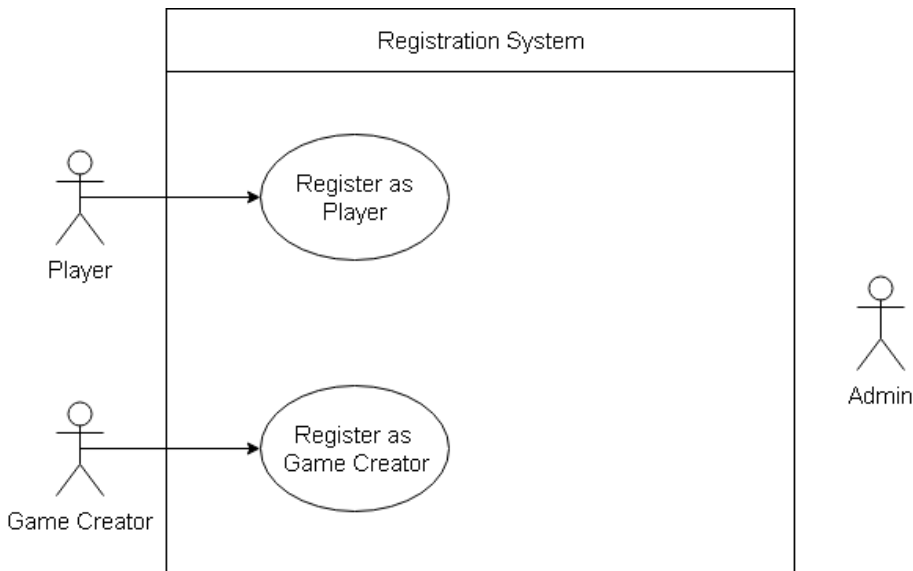 Registration System
Register as
Player
Player
Admin
Register as
Game Creator
Game Creator